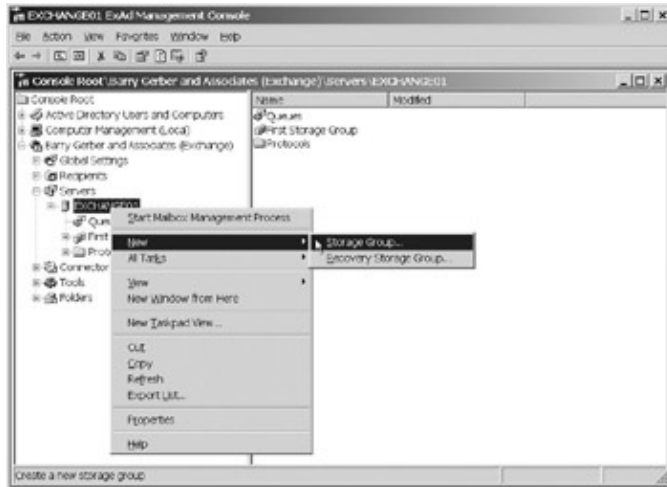 EXCHANGE01 ExAd Management Console
File Action View Favorites Window Help
Console Root\Barry Gerber and Associates (Exchange)\Servers\EXCHANGE01
Console Root
Active Directory Users and Computers
Computer Management (Local)
Barry Gerber and Associates (Exchange)
Global Settings
Recipients
Servers
EXCHANGE01
Queu
First
Proto
Connector
Tools
Folders
Name Modified
Queues
First Storage Group
Protocols
Start Mailbox Management Process
New
All Tasks
View
New Window from Here
New Taskpad View...
Cut
Copy
Refresh
Export List...
Properties
Help
Storage Group...
Recovery Storage Group...
Create a new storage group